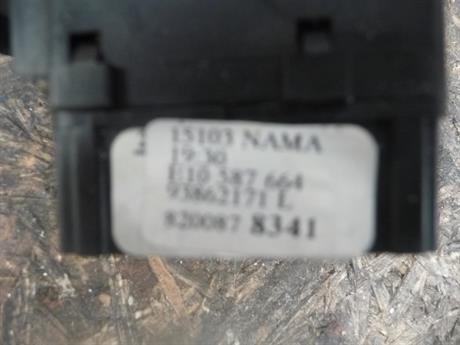 15103 NAMA
19:30
E10 587 664
93862171 L
820087 8341